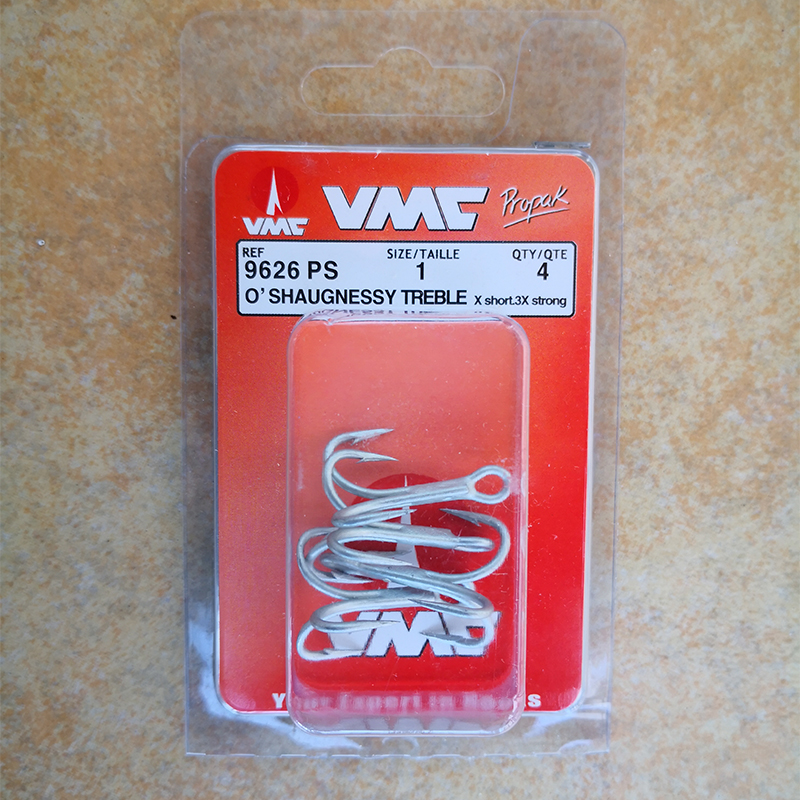 VMC
VMC Propak
REF SIZE/TAILLE QTY/QTE
9626 PS 1 4
O'SHAUGNESSY TREBLE X short.3X strong
VMC